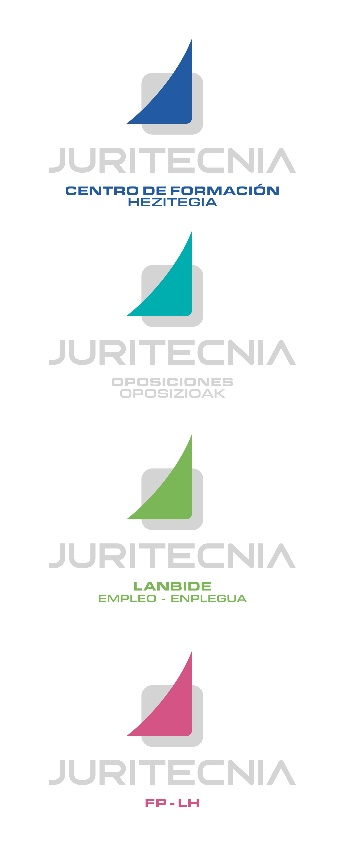 JURITECNIA
CENTRO DE FORMACIÓN
HEZITEGIA
JURITECNIA
OPOSICIONES
OPOSIZIOAK
JURITECNIA
LANBIDE
EMPLEO - ENPLEGUA
JURITECNIA
FP - LH